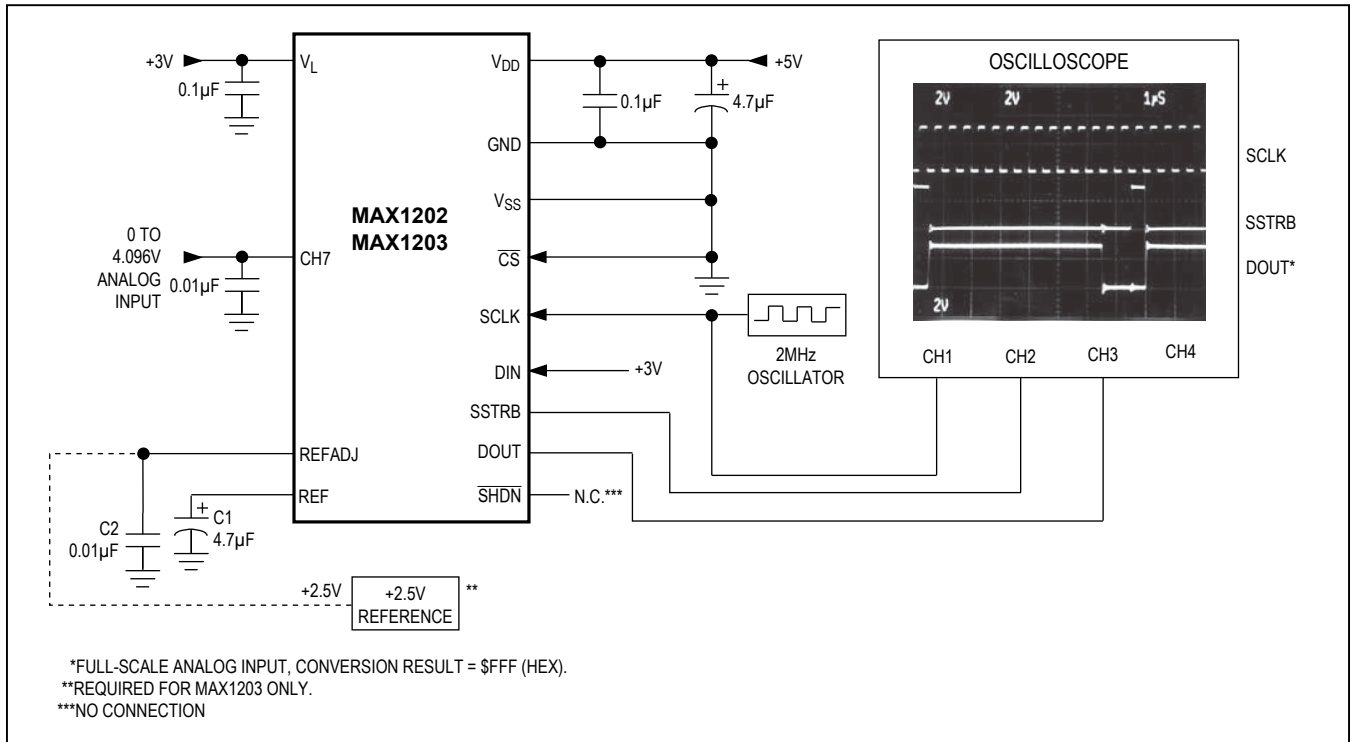 +3V
0.1µF
VL
VDD
+5V
0.1µF
+
4.7µF
GND
VSS
MAX1202
MAX1203
CS
0 TO
4.096V
ANALOG
INPUT
0.01µF
CH7
SCLK
2MHz
OSCILLATOR
DIN
+3V
SSTRB
DOUT
SHDN
N.C.***
REFADJ
REF
C2
0.01µF
+
C1
4.7µF
+2.5V
+2.5V
REFERENCE
**
OSCILLOSCOPE
2V 2V 1µS
2V
SCLK
SSTRB
DOUT*
CH1 CH2 CH3 CH4
*FULL-SCALE ANALOG INPUT, CONVERSION RESULT = $FFF (HEX).
**REQUIRED FOR MAX1203 ONLY.
***NO CONNECTION